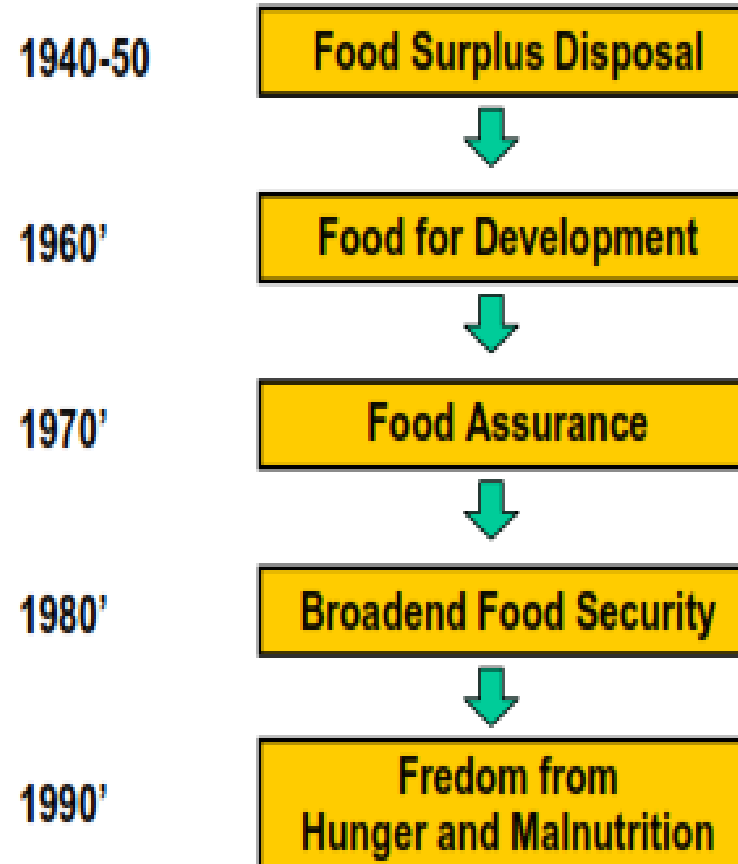 1940-50
Food Surplus Disposal
1960'
Food for Development
1970'
Food Assurance
1980'
Broadend Food Security
1990'
Fredom from
Hunger and Malnutrition